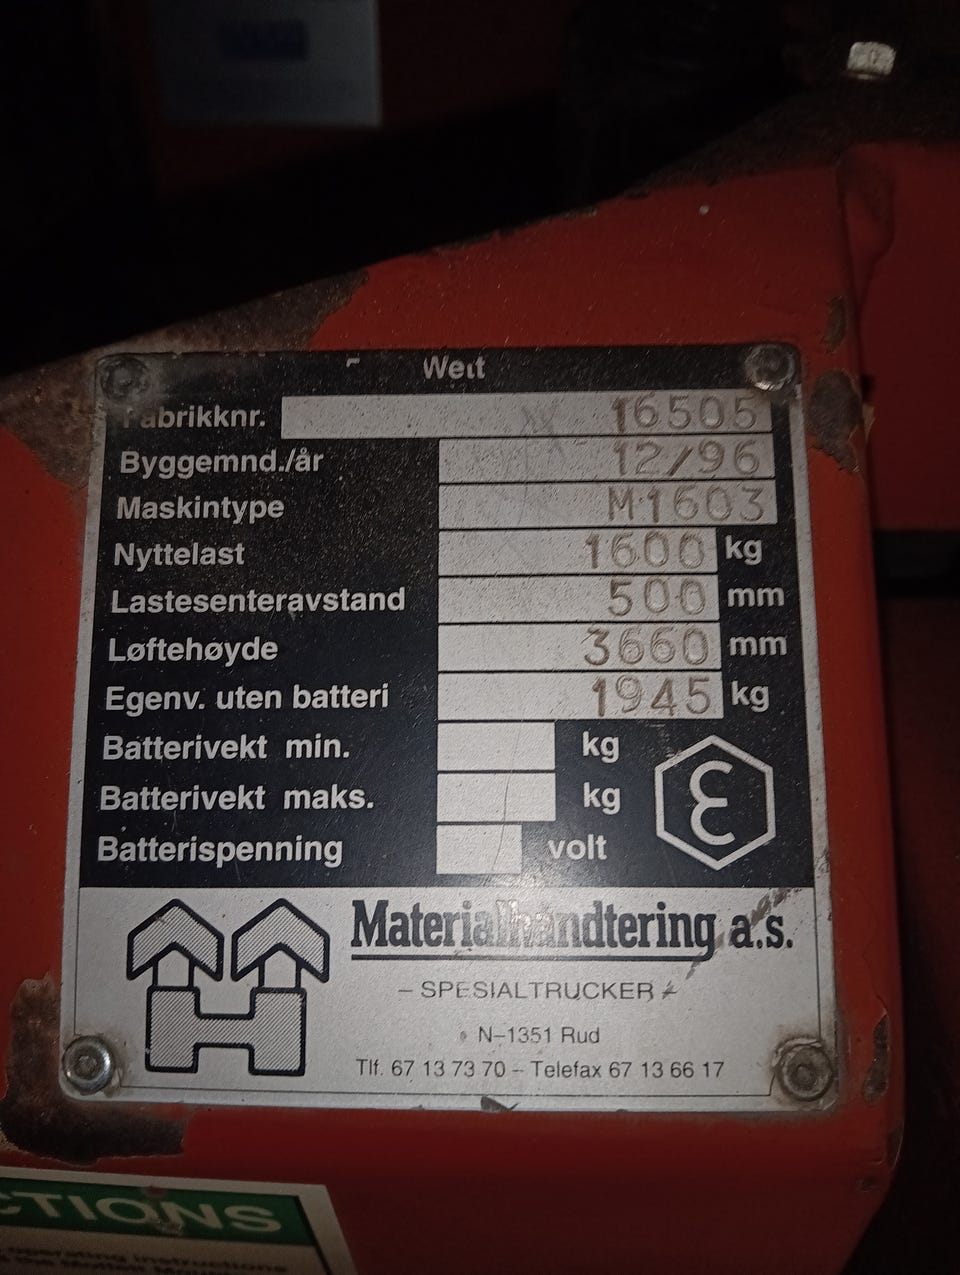 Fabrikknr. 16505
Byggemnd./år 12/96
Maskintype M1603
Nyttelast 1600 kg
Lastesenteravstand 500 mm
Løftehøyde 3660 mm
Egenv. uten batteri 1945 kg
Batterivekt min. kg
Batterivekt maks. kg
Batterispenning volt
Materialhåndtering a.s.
– SPESIALTRUCKER –
N–1351 Rud
Tlf. 67 13 73 70 – Telefax 67 13 66 17
CTIONS
operating instructions